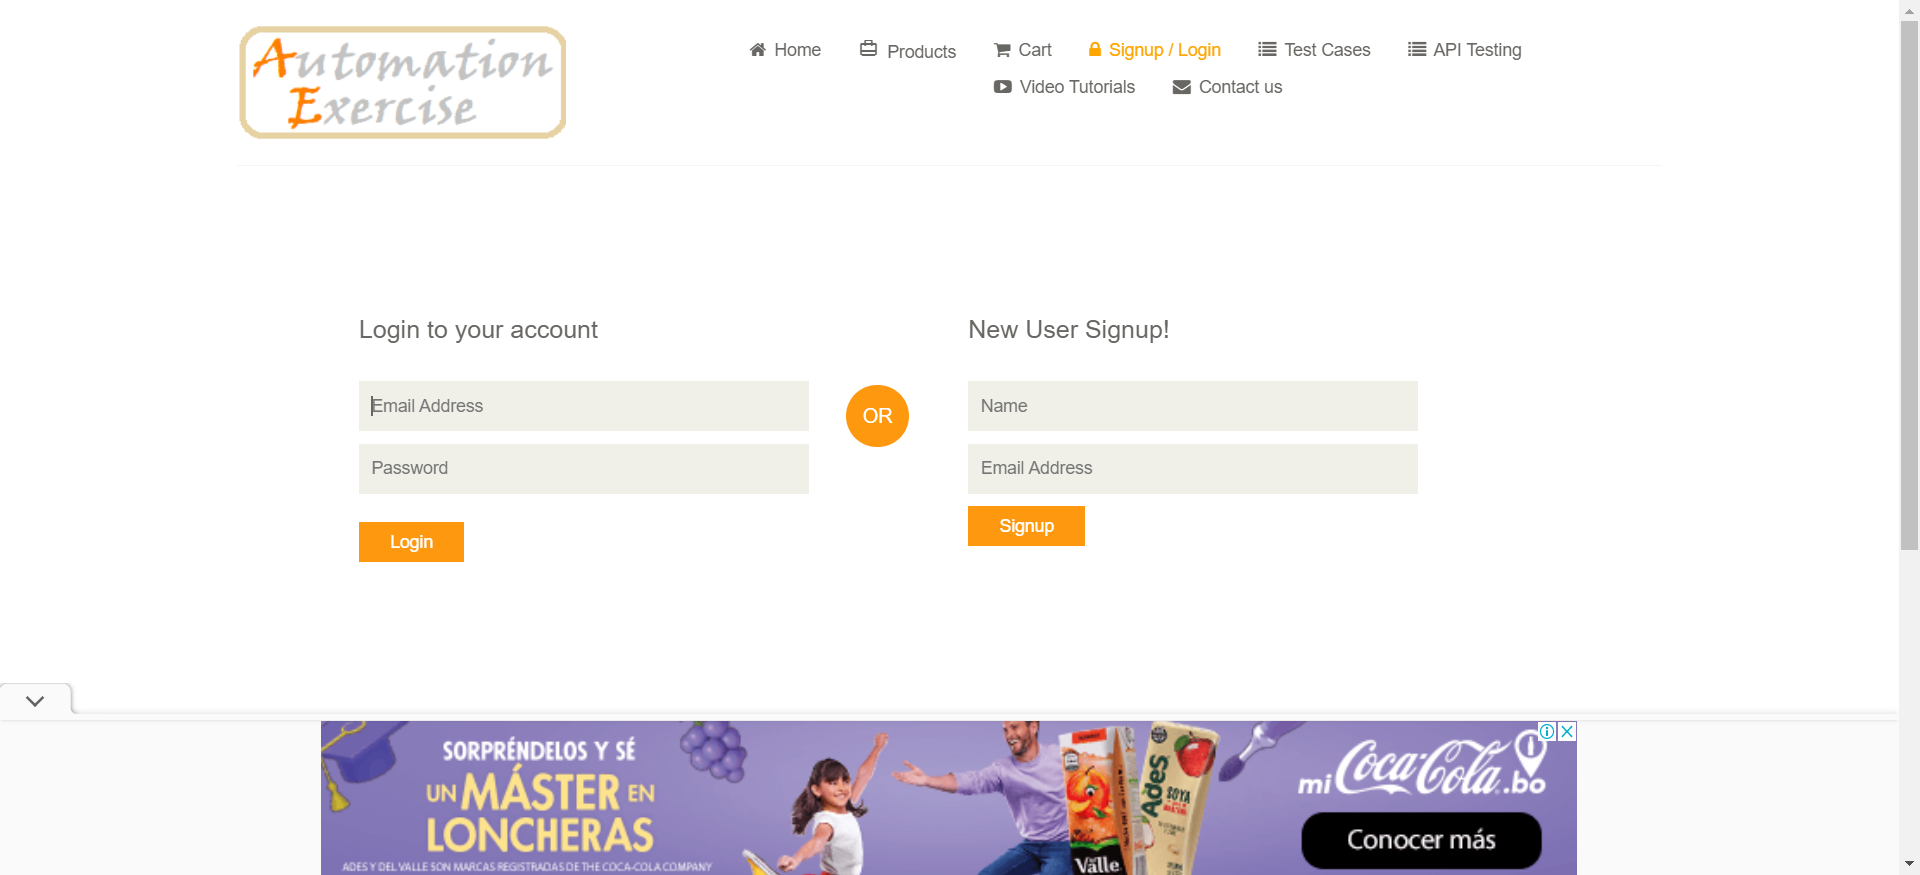 Automation
Exercise
Home
Products
Cart
Signup / Login
Test Cases
API Testing
Video Tutorials
Contact us
Login to your account
Email Address
Password
Login
OR
New User Signup!
Name
Email Address
Signup
SORPRÉNDELOS Y SÉ
UN MÁSTER EN
LONCHERAS
ADES Y DEL VALLE SON MARCAS REGISTRADAS DE THE COCA-COLA COMPANY
Valle
AdeS
SOYA
mi Coca-Cola.bo
Conocer más